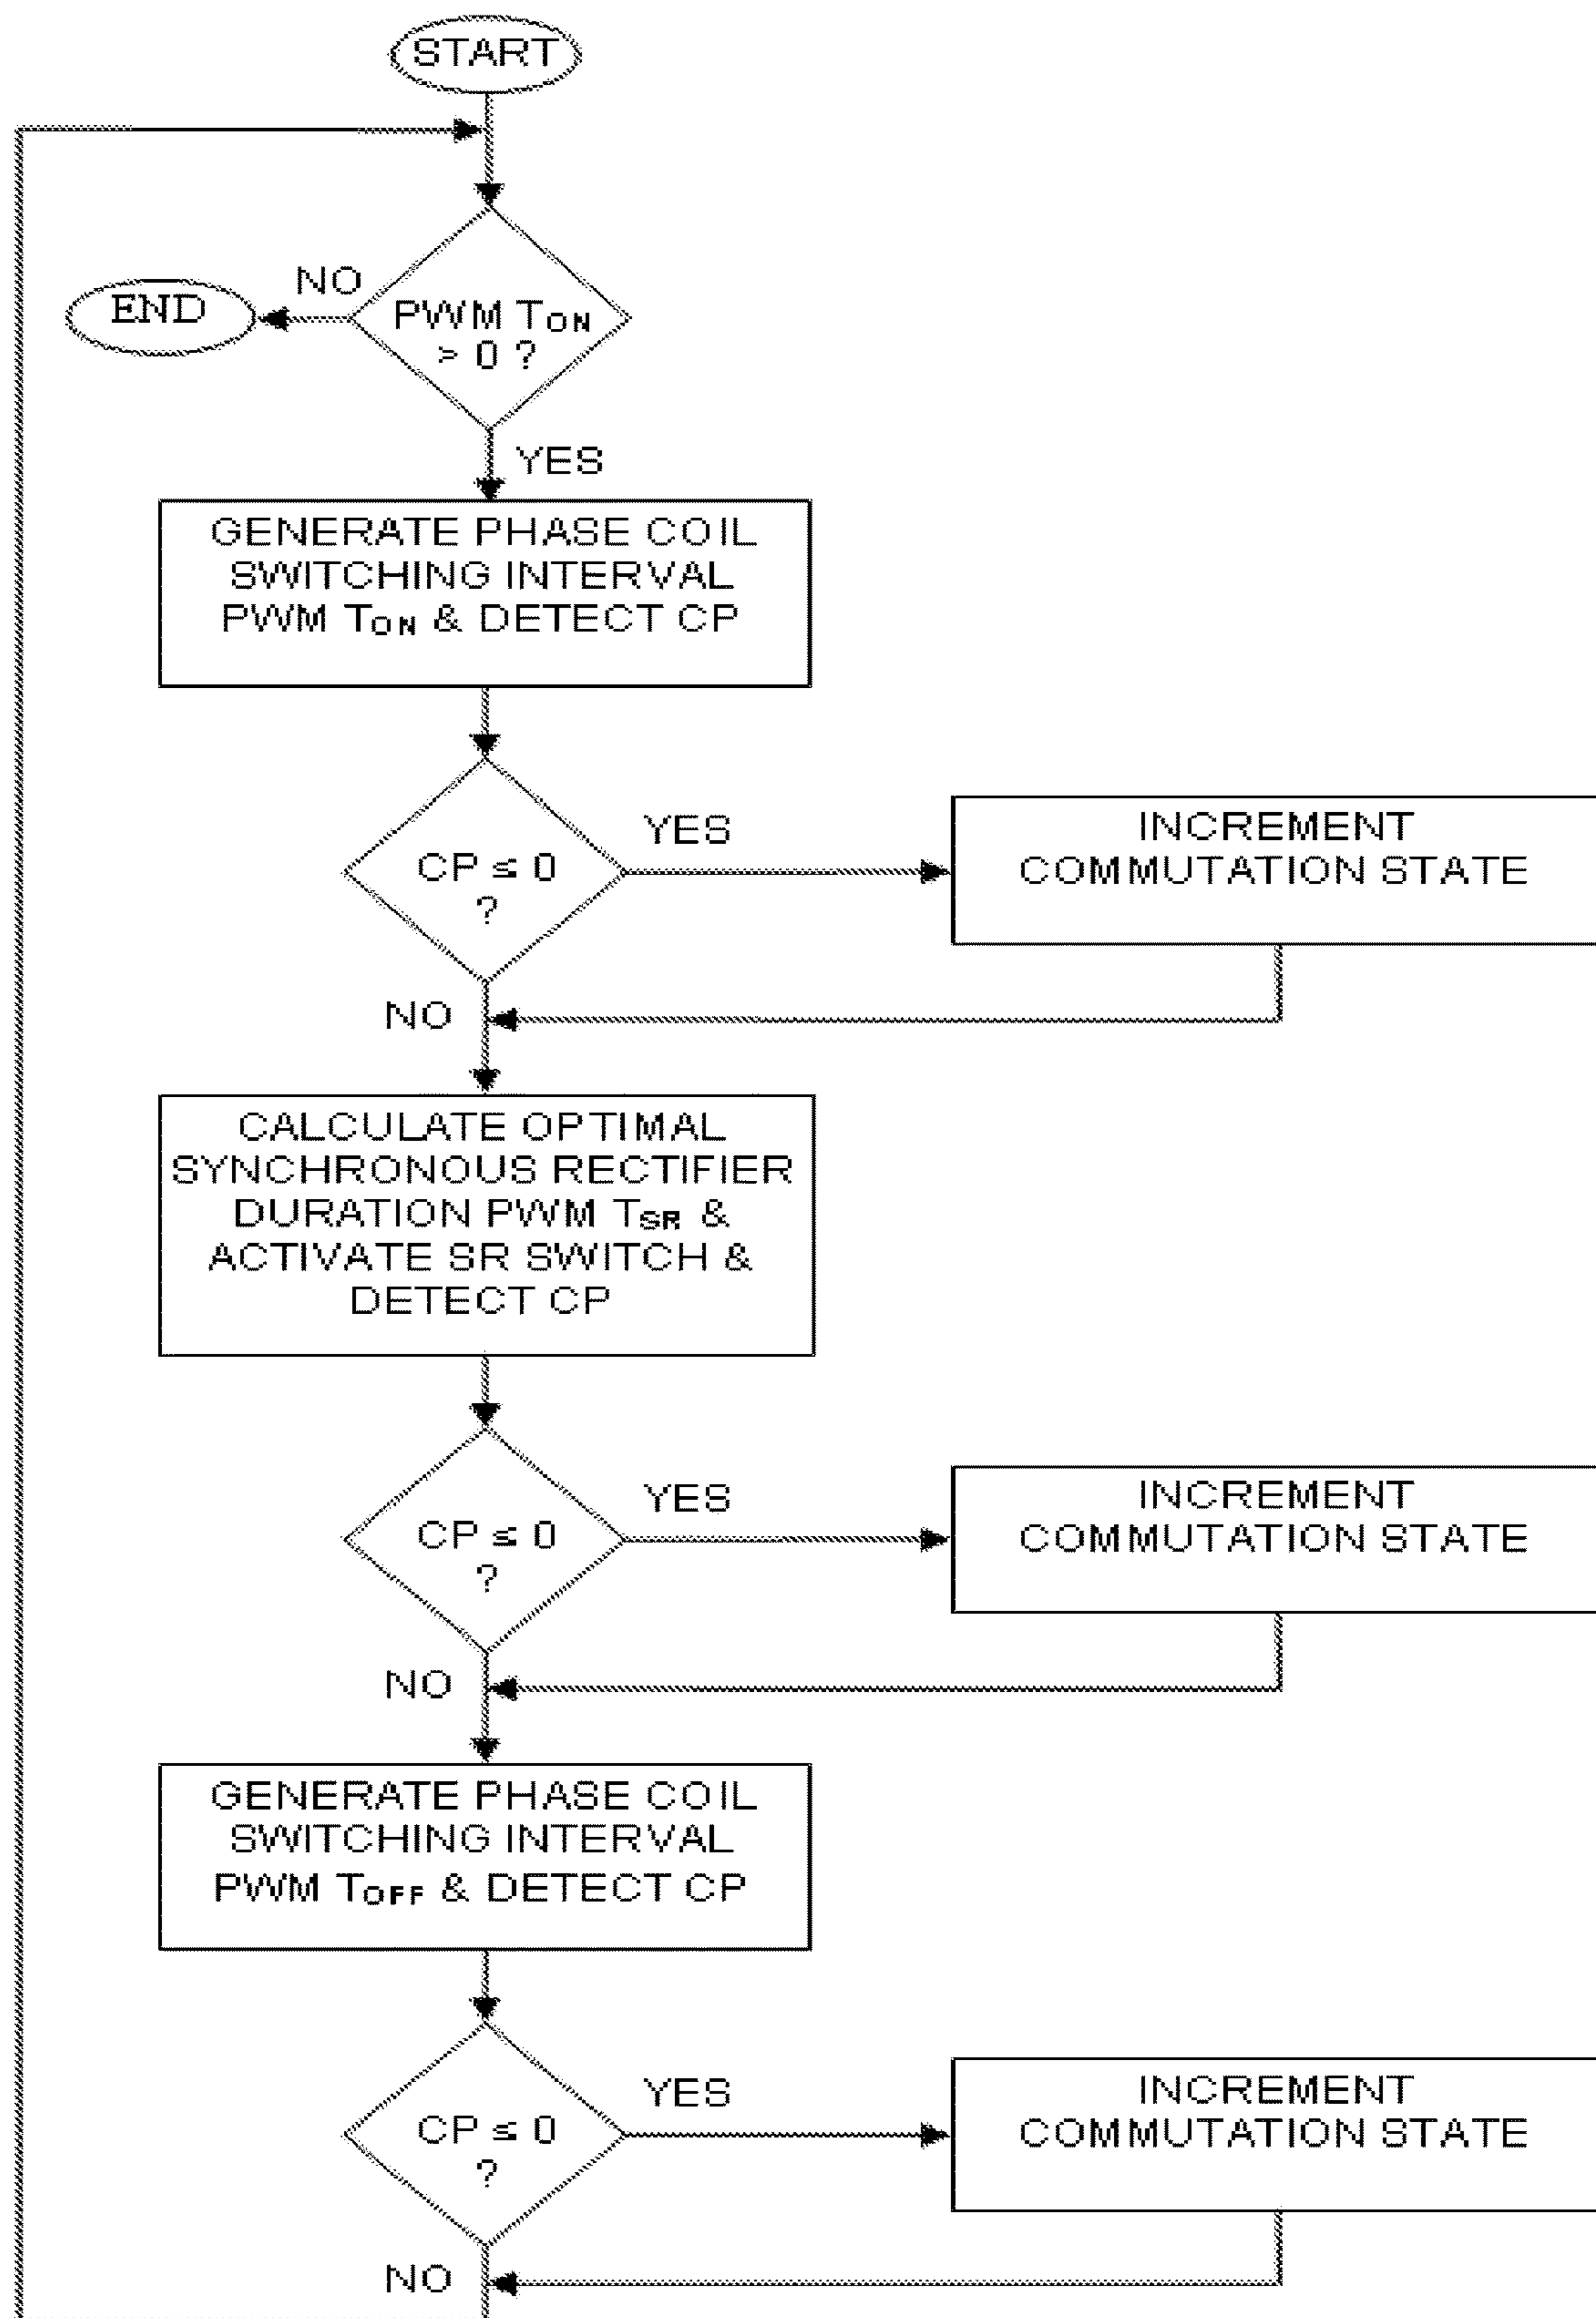 START
NO
END
PWM TON
> 0 ?
YES
GENERATE PHASE COIL
SWITCHING INTERVAL
PWM TON & DETECT CP
YES
CP ≤ 0
?
INCREMENT
COMMUTATION STATE
NO
CALCULATE OPTIMAL
SYNCHRONOUS RECTIFIER
DURATION PWM TSR &
ACTIVATE SR SWITCH &
DETECT CP
YES
CP ≤ 0
?
INCREMENT
COMMUTATION STATE
NO
GENERATE PHASE COIL
SWITCHING INTERVAL
PWM TOFF & DETECT CP
YES
CP ≤ 0
?
INCREMENT
COMMUTATION STATE
NO